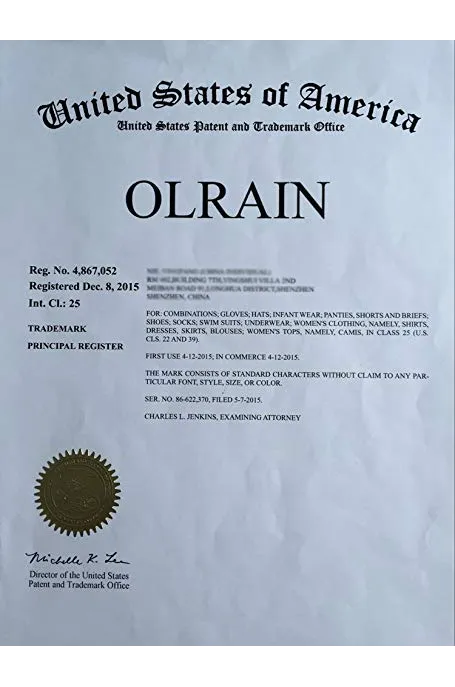 United States of America
United States Patent and Trademark Office
OLRAIN
Reg. No. 4,867,052
Registered Dec. 8, 2015
Int. Cl.: 25
TRADEMARK
PRINCIPAL REGISTER
SHENZHEN, CHINA
FOR: COMBINATIONS; GLOVES; HATS; INFANT WEAR; PANTIES, SHORTS AND BRIEFS;
SHOES; SOCKS; SWIM SUITS; UNDERWEAR; WOMEN'S CLOTHING, NAMELY, SHIRTS,
DRESSES, SKIRTS, BLOUSES; WOMEN'S TOPS, NAMELY, CAMIS, IN CLASS 25 (U.S.
CLS. 22 AND 39).
FIRST USE 4-12-2015; IN COMMERCE 4-12-2015.
THE MARK CONSISTS OF STANDARD CHARACTERS WITHOUT CLAIM TO ANY PAR-
TICULAR FONT, STYLE, SIZE, OR COLOR.
SER. NO. 86-622,370, FILED 5-7-2015.
CHARLES L. JENKINS, EXAMINING ATTORNEY
Michelle K. Lee
Director of the United States
Patent and Trademark Office